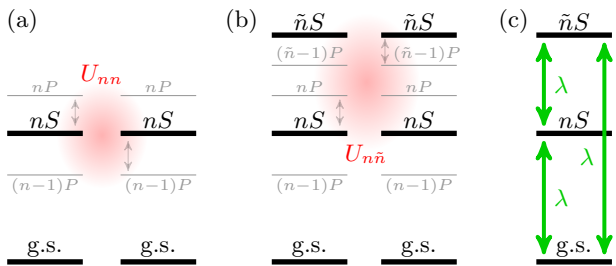 (a)
U_{nn}
nP nP
nS nS
(n−1)P (n−1)P
g.s. g.s.
(b)
ñS ñS
(ñ−1)P (ñ−1)P
nP nP
nS nS
U_{nñ}
(n−1)P (n−1)P
g.s. g.s.
(c)
ñS
λ
nS
λ
λ
g.s.